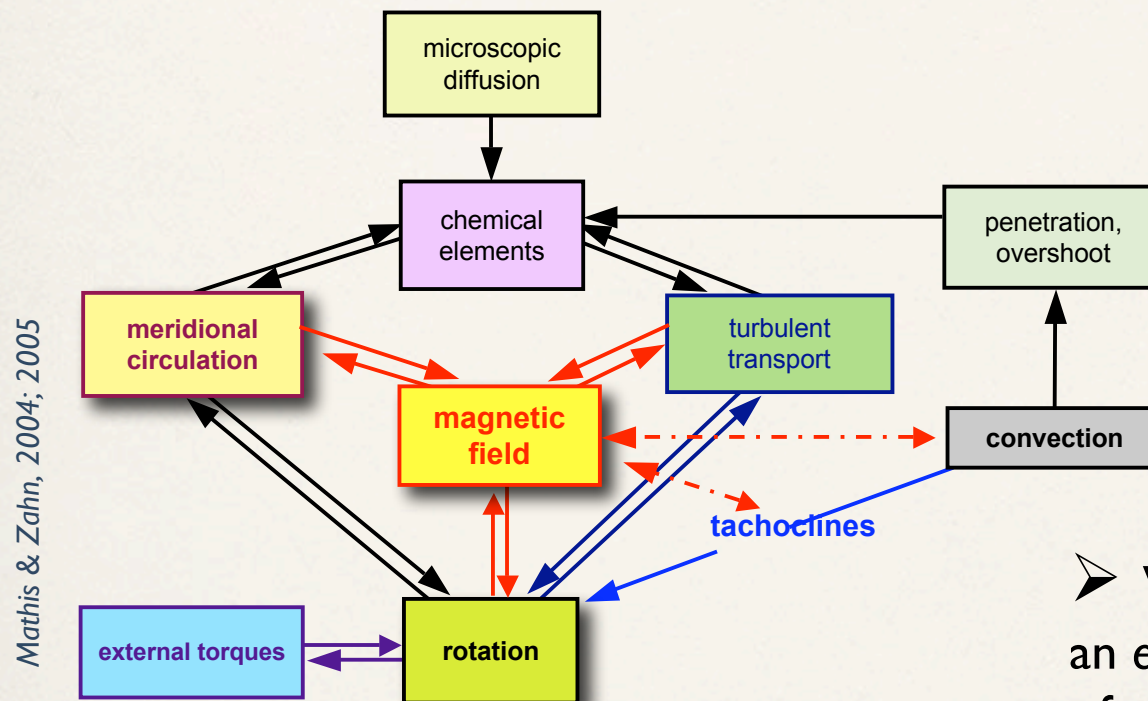 microscopic
diffusion
chemical
elements
penetration,
overshoot
meridional
circulation
turbulent
transport
magnetic
field
convection
tachoclines
external torques
rotation
Mathis & Zahn, 2004; 2005
➢
an